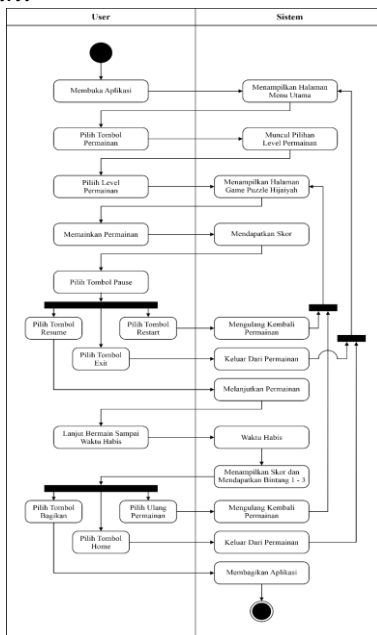 User
Sistem
Membuka Aplikasi
Menampilkan Halaman
Menu Utama
Pilih Tombol
Permainan
Muncul Pilihan
Level Permainan
Piliih Level
Permainan
Menampilkan Halaman
Game Puzzle Hijaiyah
Memainkan Permainan
Mendapatkan Skor
Pilih Tombol Pause
Pilih Tombol
Resume
Pilih Tombol
Restart
Mengulang Kembali
Permainan
Pilih Tombol
Exit
Keluar Dari Permainan
Melanjutkan Permainan
Lanjut Bermain Sampai
Waktu Habis
Waktu Habis
Menampilkan Skor dan
Mendapatkan Bintang 1 - 3
Pilih Tombol
Bagikan
Pilih Ulang
Permainan
Mengulang Kembali
Permainan
Pilih Tombol
Home
Keluar Dari Permainan
Membagikan Aplikasi